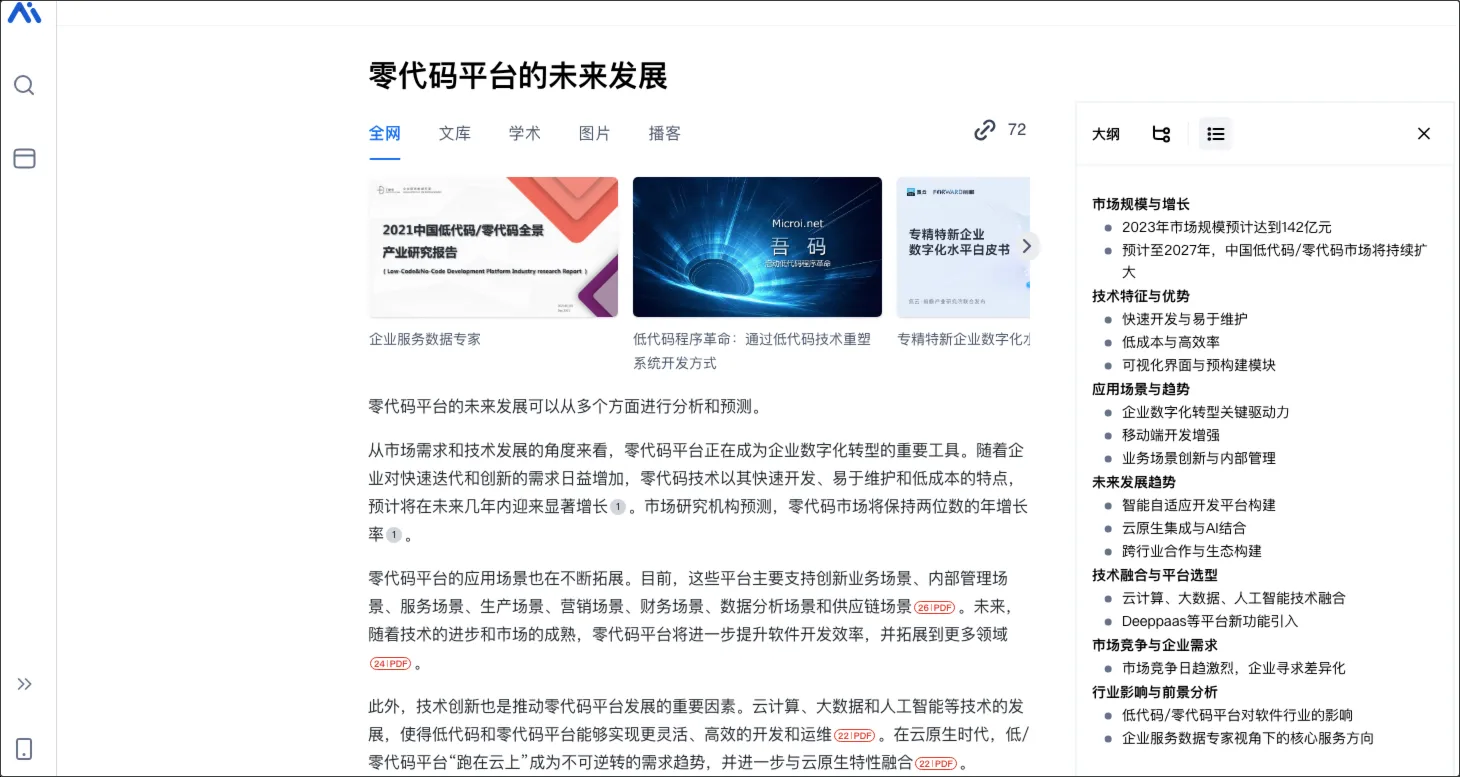 零代码平台的未来发展
全网 文库 学术 图片 播客
72
2021中国低代码/零代码全景
产业研究报告
( Low-Code&No-Code Development Platform Industry research Report )
Microi.net
吾 码
专精特新企业
数字化水平白皮书
企业服务数据专家
低代码程序革命：通过低代码技术重塑
系统开发方式
专精特新企业数字化水
零代码平台的未来发展可以从多个方面进行分析和预测。
从市场需求和技术发展的角度来看，零代码平台正在成为企业数字化转型的重要工具。随着企
业对快速迭代和创新的需求日益增加，零代码技术以其快速开发、易于维护和低成本的特点，
预计将在未来几年内迎来显著增长 1 。市场研究机构预测，零代码市场将保持两位数的年增长
率 1 。
零代码平台的应用场景也在不断拓展。目前，这些平台主要支持创新业务场景、内部管理场
景、服务场景、生产场景、营销场景、财务场景、数据分析场景和供应链场景 26|PDF 。未来，
随着技术的进步和市场的成熟，零代码平台将进一步提升软件开发效率，并拓展到更多领域
24|PDF 。
此外，技术创新也是推动零代码平台发展的重要因素。云计算、大数据和人工智能等技术的发
展，使得低代码和零代码平台能够实现更灵活、高效的开发和运维 22|PDF 。在云原生时代，低/
零代码平台“跑在云上”成为不可逆转的需求趋势，并进一步与云原生特性融合 22|PDF 。
大纲
市场规模与增长
2023年市场规模预计达到142亿元
预计至2027年，中国低代码/零代码市场将持续扩
大
技术特征与优势
快速开发与易于维护
低成本与高效率
可视化界面与预构建模块
应用场景与趋势
企业数字化转型关键驱动力
移动端开发增强
业务场景创新与内部管理
未来发展趋势
智能自适应开发平台构建
云原生集成与AI结合
跨行业合作与生态构建
技术融合与平台选型
云计算、大数据、人工智能技术融合
Deeppaas等平台新功能引入
市场竞争与企业需求
市场竞争日趋激烈，企业寻求差异化
行业影响与前景分析
低代码/零代码平台对软件行业的影响
企业服务数据专家视角下的核心服务方向